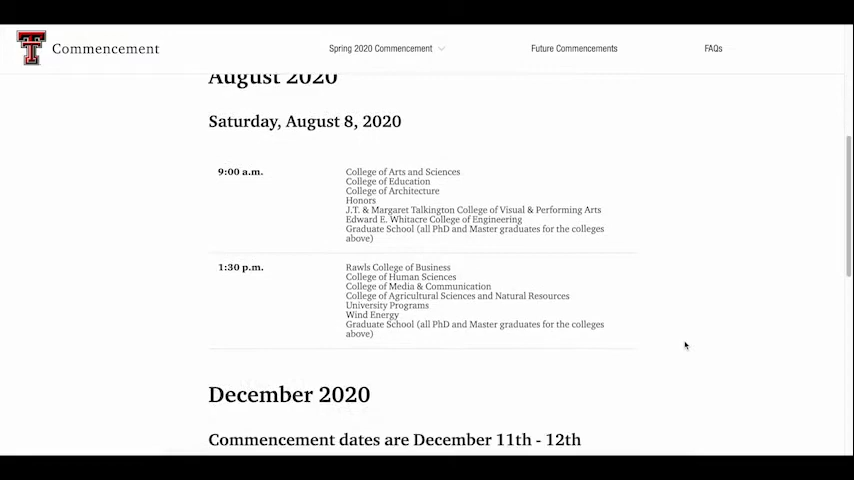 Commencement
Spring 2020 Commencement
Future Commencements
FAQs
August 2020
Saturday, August 8, 2020
9:00 a.m.
College of Arts and Sciences
College of Education
College of Architecture
Honors
J.T. & Margaret Talkington College of Visual & Performing Arts
Edward E. Whitacre College of Engineering
Graduate School (all PhD and Master graduates for the colleges
above)
1:30 p.m.
Rawls College of Business
College of Human Sciences
College of Media & Communication
College of Agricultural Sciences and Natural Resources
University Programs
Wind Energy
Graduate School (all PhD and Master graduates for the colleges
above)
December 2020
Commencement dates are December 11th - 12th